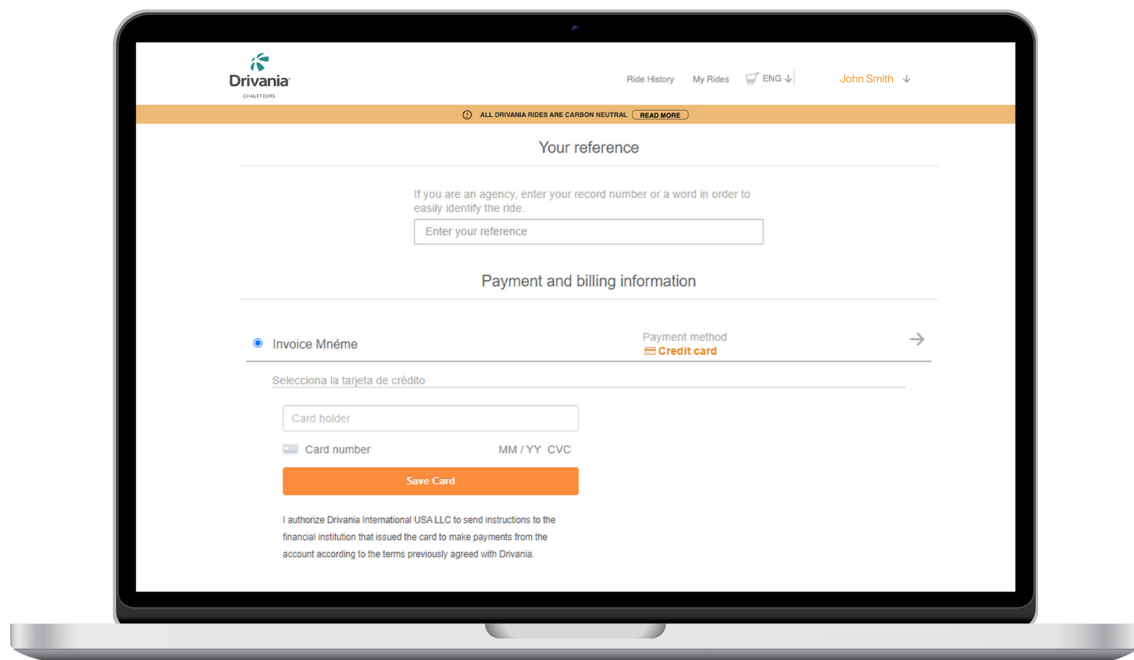 Drivania
CHAUFFEURS
Ride History My Rides ENG John Smith
ALL DRIVANIA RIDES ARE CARBON NEUTRAL READ MORE
Your reference
If you are an agency, enter your record number or a word in order to
easily identify the ride.
Enter your reference
Payment and billing information
Invoice Mnéme
Payment method
Credit card
Selecciona la tarjeta de crédito
Card holder
Card number MM / YY CVC
Save Card
I authorize Drivania International USA LLC to send instructions to the
financial institution that issued the card to make payments from the
account according to the terms previously agreed with Drivania.